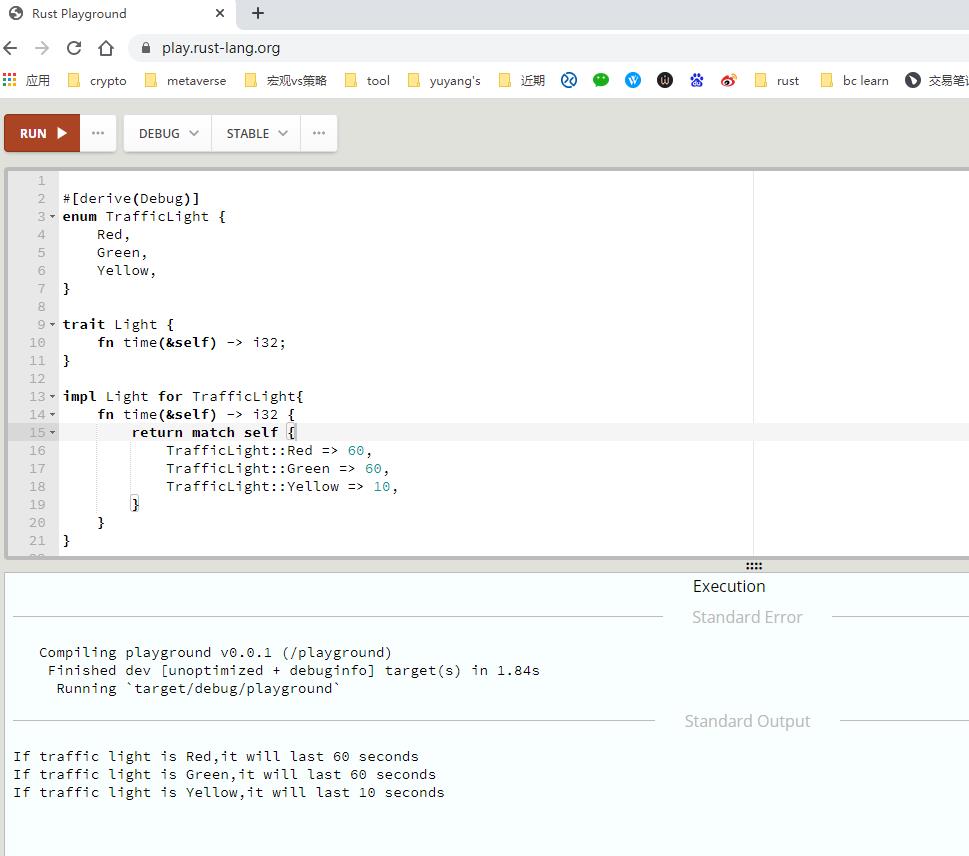 Rust Playground
play.rust-lang.org
应用 crypto metaverse 宏观vs策略 tool yuyang's 近期 rust bc learn
RUN ... DEBUG STABLE ...
1
2 #[derive(Debug)]
3 enum TrafficLight {
4     Red,
5     Green,
6     Yellow,
7 }
8
9 trait Light {
10     fn time(&self) -> i32;
11 }
12
13 impl Light for TrafficLight{
14     fn time(&self) -> i32 {
15         return match self {
16             TrafficLight::Red => 60,
17             TrafficLight::Green => 60,
18             TrafficLight::Yellow => 10,
19         }
20     }
21 }
Execution
Standard Error
Compiling playground v0.0.1 (/playground)
Finished dev [unoptimized + debuginfo] target(s) in 1.84s
Running `target/debug/playground`
Standard Output
If traffic light is Red,it will last 60 seconds
If traffic light is Green,it will last 60 seconds
If traffic light is Yellow,it will last 10 seconds